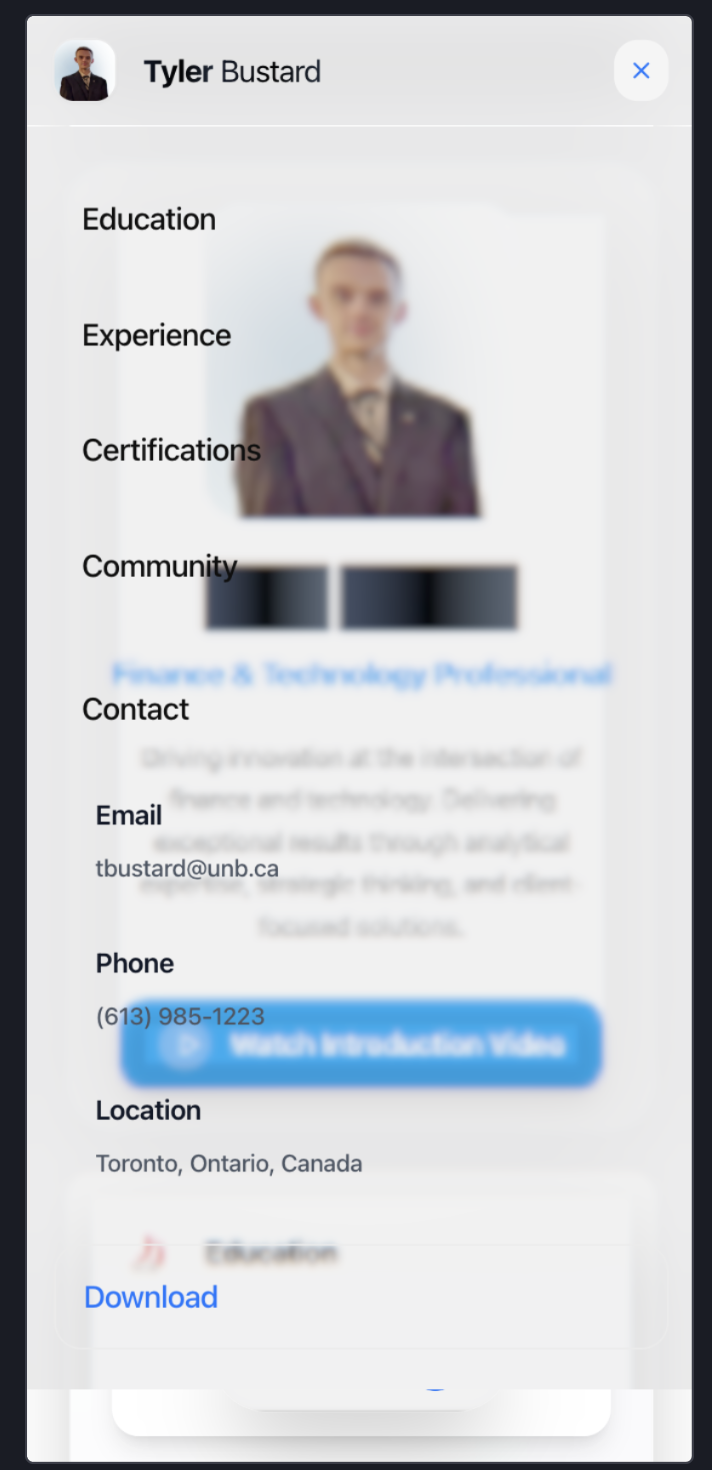 Tyler Bustard
Education
Experience
Certifications
Community
Finance & Technology Professional
Contact
Driving innovation at the intersection of
finance and technology. Delivering
Email
exceptional results through analytical
tbustard@unb.ca
expertise, strategic thinking, and client-
focused solutions.
Phone
(613) 985-1223
Watch Introduction Video
Location
Toronto, Ontario, Canada
Education
Download